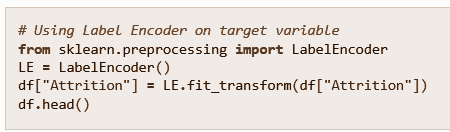 # Using Label Encoder on target variable
from sklearn.preprocessing import LabelEncoder
LE = LabelEncoder()
df["Attrition"] = LE.fit_transform(df["Attrition"])
df.head()